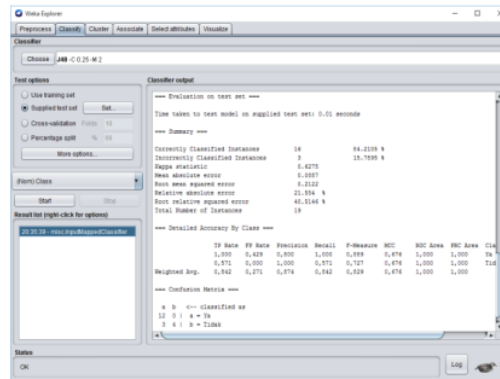 Weka Explorer
Preprocess Classify Cluster Associate Select attributes Visualize
Classifier
Choose J48 -C 0.25 -M 2
Test options
Use training set
Supplied test set Set...
Cross-validation Folds 10
Percentage split % 66
More options...
(Nom) Class
Start Stop
Result list (right-click for options)
20:35:39 - misc.InputMappedClassifier
Classifier output
=== Evaluation on test set ===
Time taken to test model on supplied test set: 0.01 seconds
=== Summary ===
Correctly Classified Instances 16 84.2105 %
Incorrectly Classified Instances 3 15.7895 %
Kappa statistic 0.6275
Mean absolute error
Root mean squared error 0.2122
Relative absolute error 21.554 %
Root relative squared error 40.5146 %
Total Number of Instances 19
=== Detailed Accuracy By Class ===
TP Rate FP Rate Precision Recall F-Measure MCC ROC Area PRC Area Cla
1,000 0,429 0,800 1,000 0,889 0,676 1,000 1,000 Ya
0,571 0,000 1,000 0,571 0,727 0,676 1,000 1,000 Tid
Weighted Avg. 0,842 0,271 0,874 0,842 0,829 0,676 1,000 1,000
=== Confusion Matrix ===
a b <-- classified as
12 0 | a = Ya
3 4 | b = Tidak
Status
OK
Log